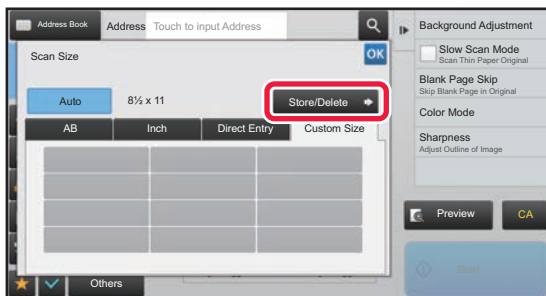 Address Book
Address
Touch to input Address
Scan Size
OK
Auto
8½ x 11
Store/Delete
AB
Inch
Direct Entry
Custom Size
Others
Background Adjustment
Slow Scan Mode
Scan Thin Paper Original
Blank Page Skip
Skip Blank Page in Original
Color Mode
Sharpness
Adjust Outline of Image
Preview
CA
Start